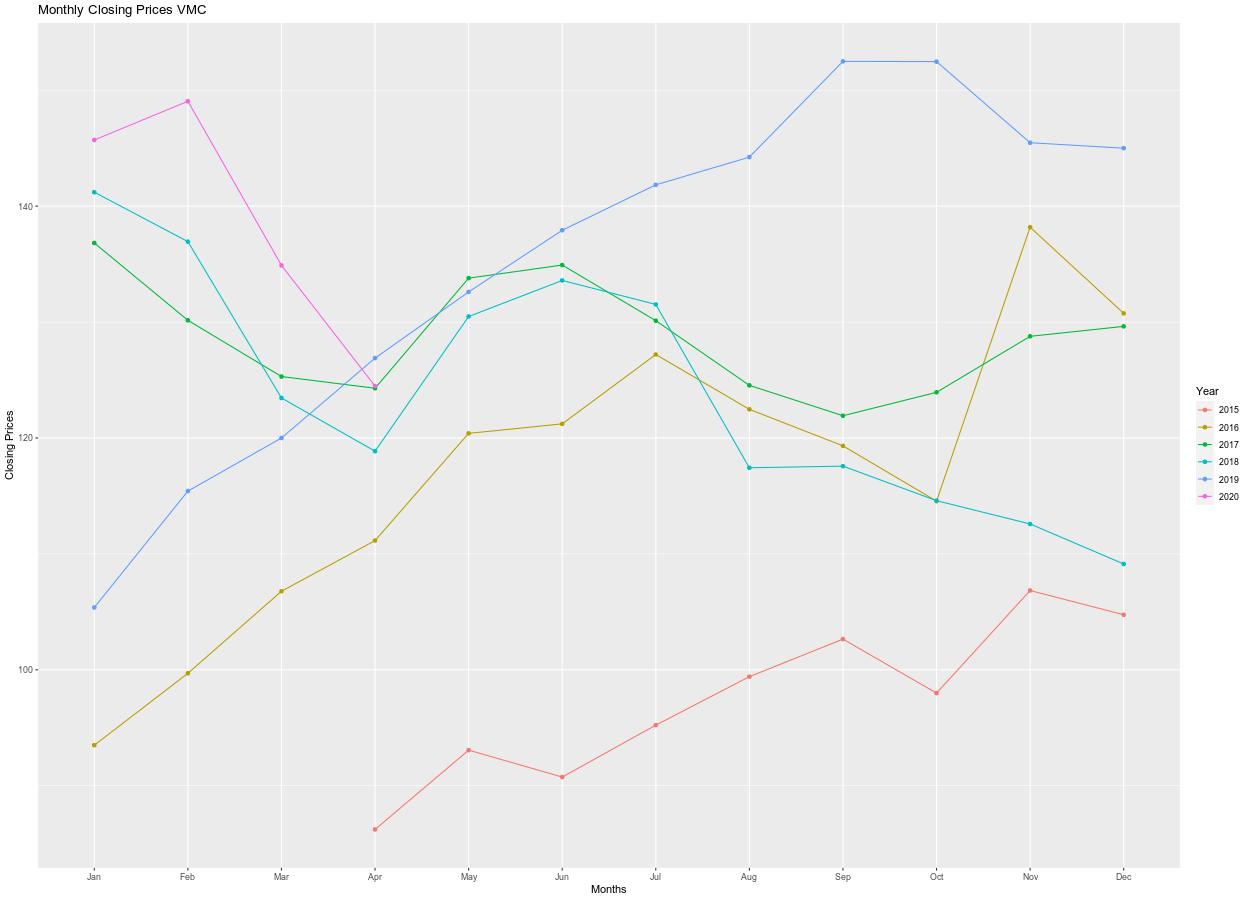 Monthly Closing Prices VMC
Closing Prices
140
120
100
Jan Feb Mar Apr May Jun Jul Aug Sep Oct Nov Dec
Months
Year
2015
2016
2017
2018
2019
2020